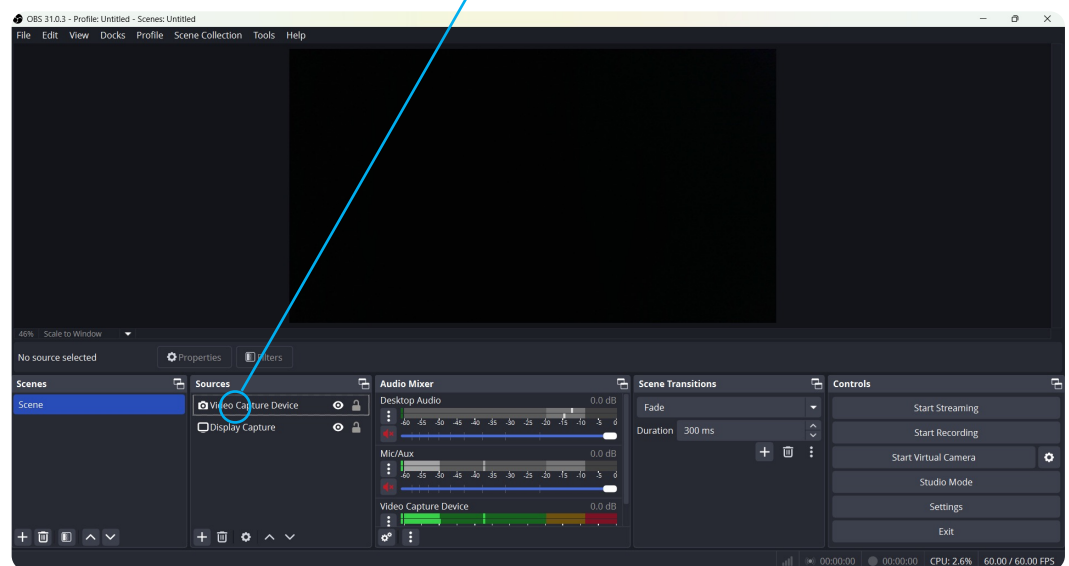 OBS 31.0.3 - Profile: Untitled - Scenes: Untitled
File Edit View Docks Profile Scene Collection Tools Help
46% Scale to Window
No source selected Properties Filters
Scenes
Scene
Sources
Video Capture Device
Display Capture
Audio Mixer
Desktop Audio 0.0 dB
-60 -55 -50 -45 -40 -35 -30 -25 -20 -15 -10 -5 0
Mic/Aux 0.0 dB
-60 -55 -50 -45 -40 -35 -30 -25 -20 -15 -10 -5 0
Video Capture Device 0.0 dB
Scene Transitions
Fade
Duration 300 ms
Controls
Start Streaming
Start Recording
Start Virtual Camera
Studio Mode
Settings
Exit
00:00:00 00:00:00 CPU: 2.6% 60.00 / 60.00 FPS